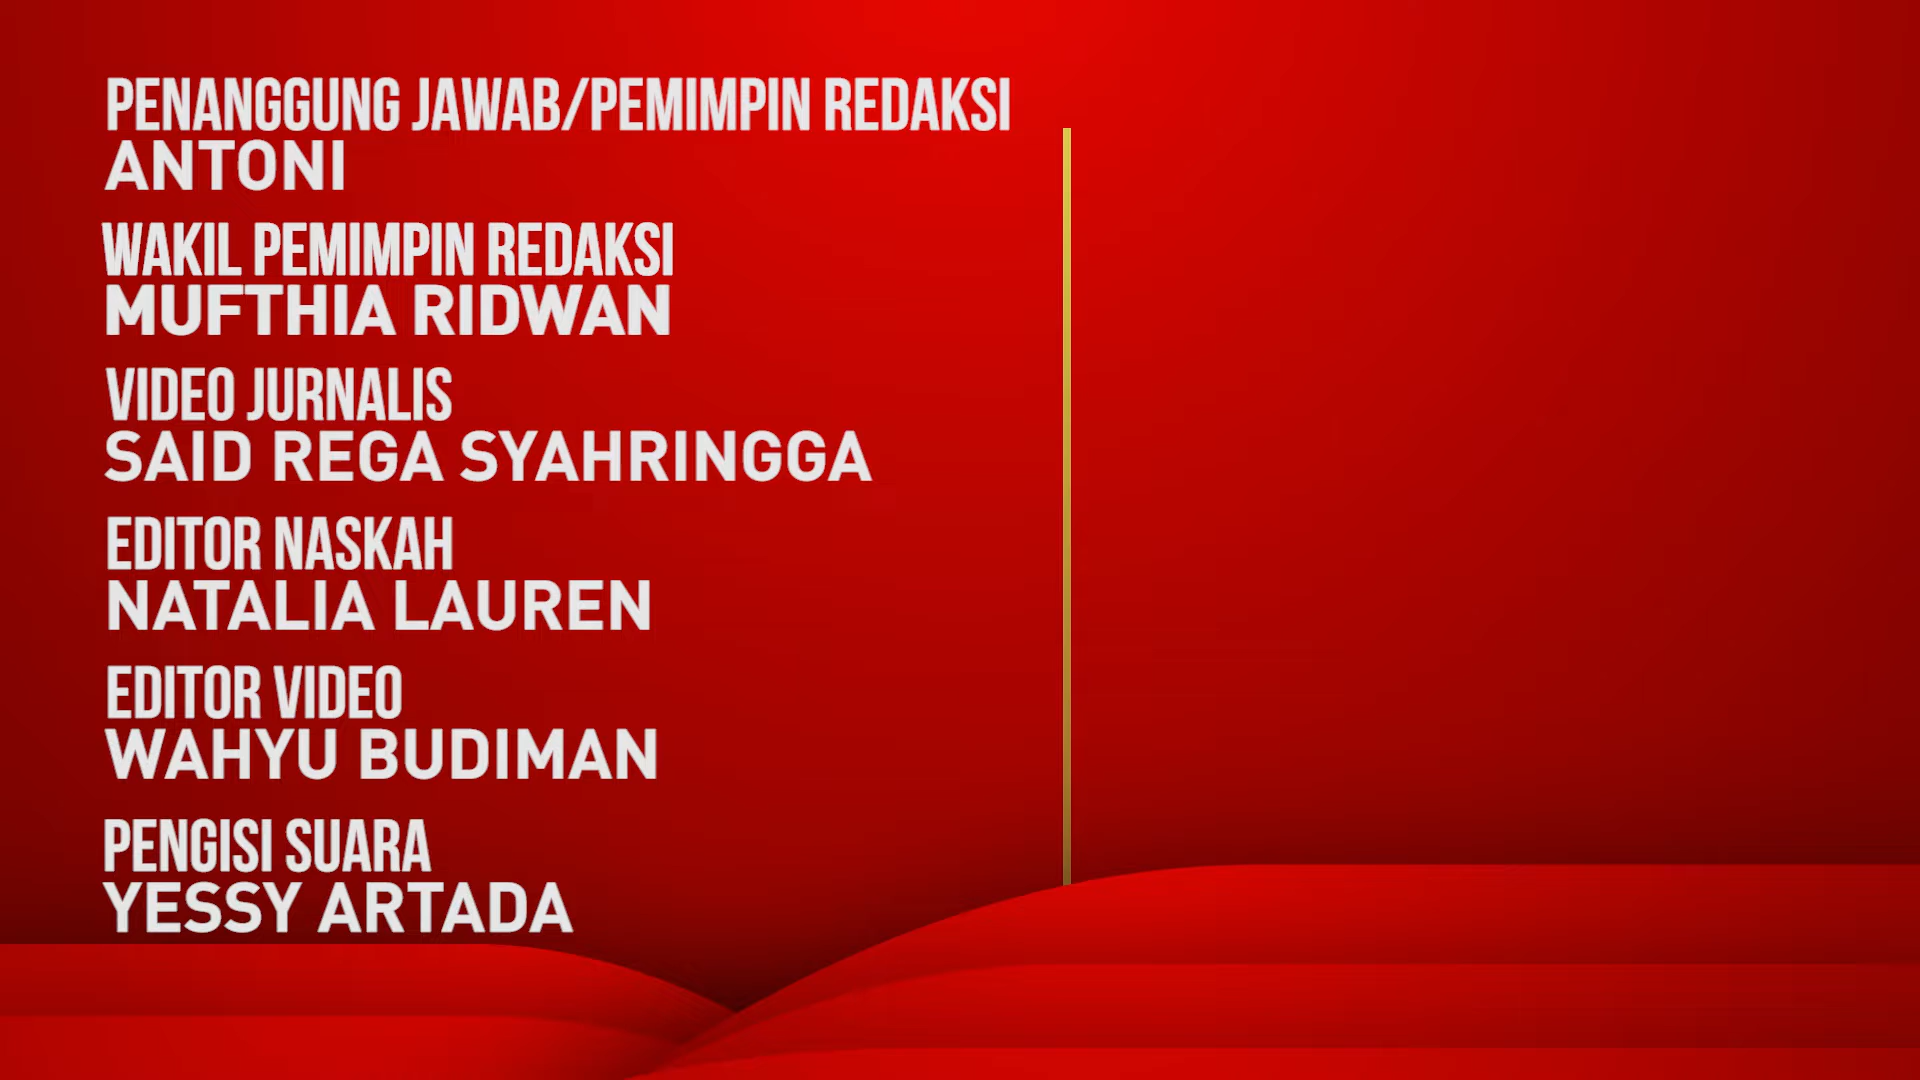 PENANGGUNG JAWAB/PEMIMPIN REDAKSI
ANTONI
WAKIL PEMIMPIN REDAKSI
MUFTHIA RIDWAN
VIDEO JURNALIS
SAID REGA SYAHRINGGA
EDITOR NASKAH
NATALIA LAUREN
EDITOR VIDEO
WAHYU BUDIMAN
PENGISI SUARA
YESSY ARTADA